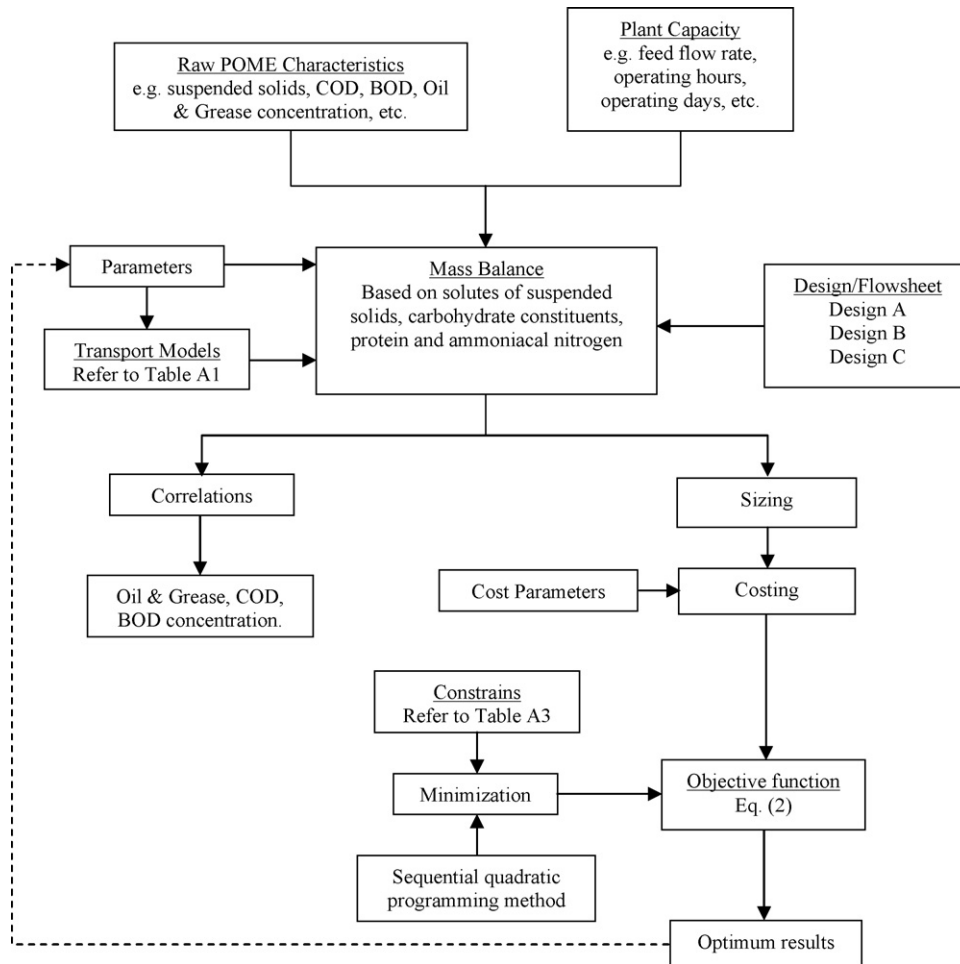 Plant Capacity
e.g. feed flow rate,
operating hours,
operating days, etc.
Raw POME Characteristics
e.g. suspended solids, COD, BOD, Oil
& Grease concentration, etc.
Parameters
Mass Balance
Based on solutes of suspended
solids, carbohydrate constituents,
protein and ammoniacal nitrogen
Design/Flowsheet
Design A
Design B
Design C
Transport Models
Refer to Table A1
Correlations
Sizing
Oil & Grease, COD,
BOD concentration.
Cost Parameters
Costing
Constrains
Refer to Table A3
Minimization
Objective function
Eq. (2)
Sequential quadratic
programming method
Optimum results